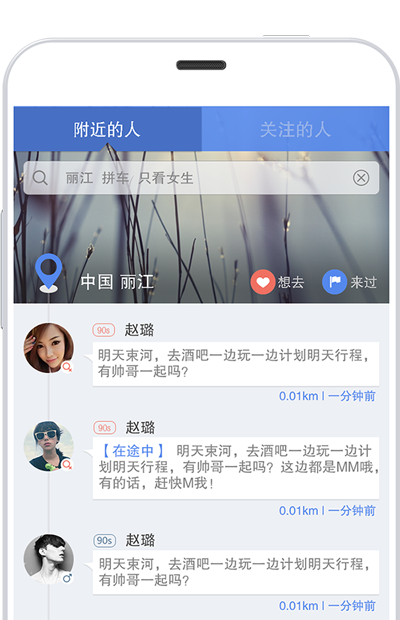 附近的人 关注的人
丽江 拼车 只看女生
中国 丽江 想去 来过
90s 赵璐
明天束河，去酒吧一边玩一边计划明天行程，
有帅哥一起吗？
0.01km | 一分钟前
90s 赵璐
【在途中】 明天束河，去酒吧一边玩一边计
划明天行程，有帅哥一起吗？这边都是MM哦，
有的话，赶快M我！
0.01km | 一分钟前
90s 赵璐
明天束河，去酒吧一边玩一边计划明天行程，
有帅哥一起吗？
0.01km | 一分钟前